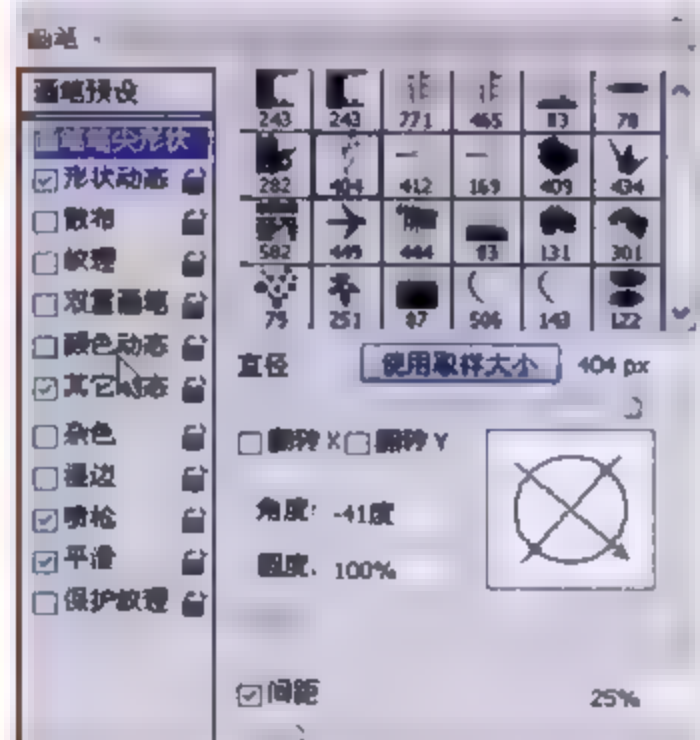 画笔
画笔预设
画笔笔尖形状
形状动态
散布
纹理
双重画笔
颜色动态
其它动态
杂色
湿边
喷枪
平滑
保护纹理
243 243 771 465 83 78
282 404 412 169 409 434
582 449 444 83 131 301
79 251 87 506 143 122
直径 使用取样大小 404 px
翻转 X 翻转 Y
角度: -41度
圆度: 100%
间距 25%